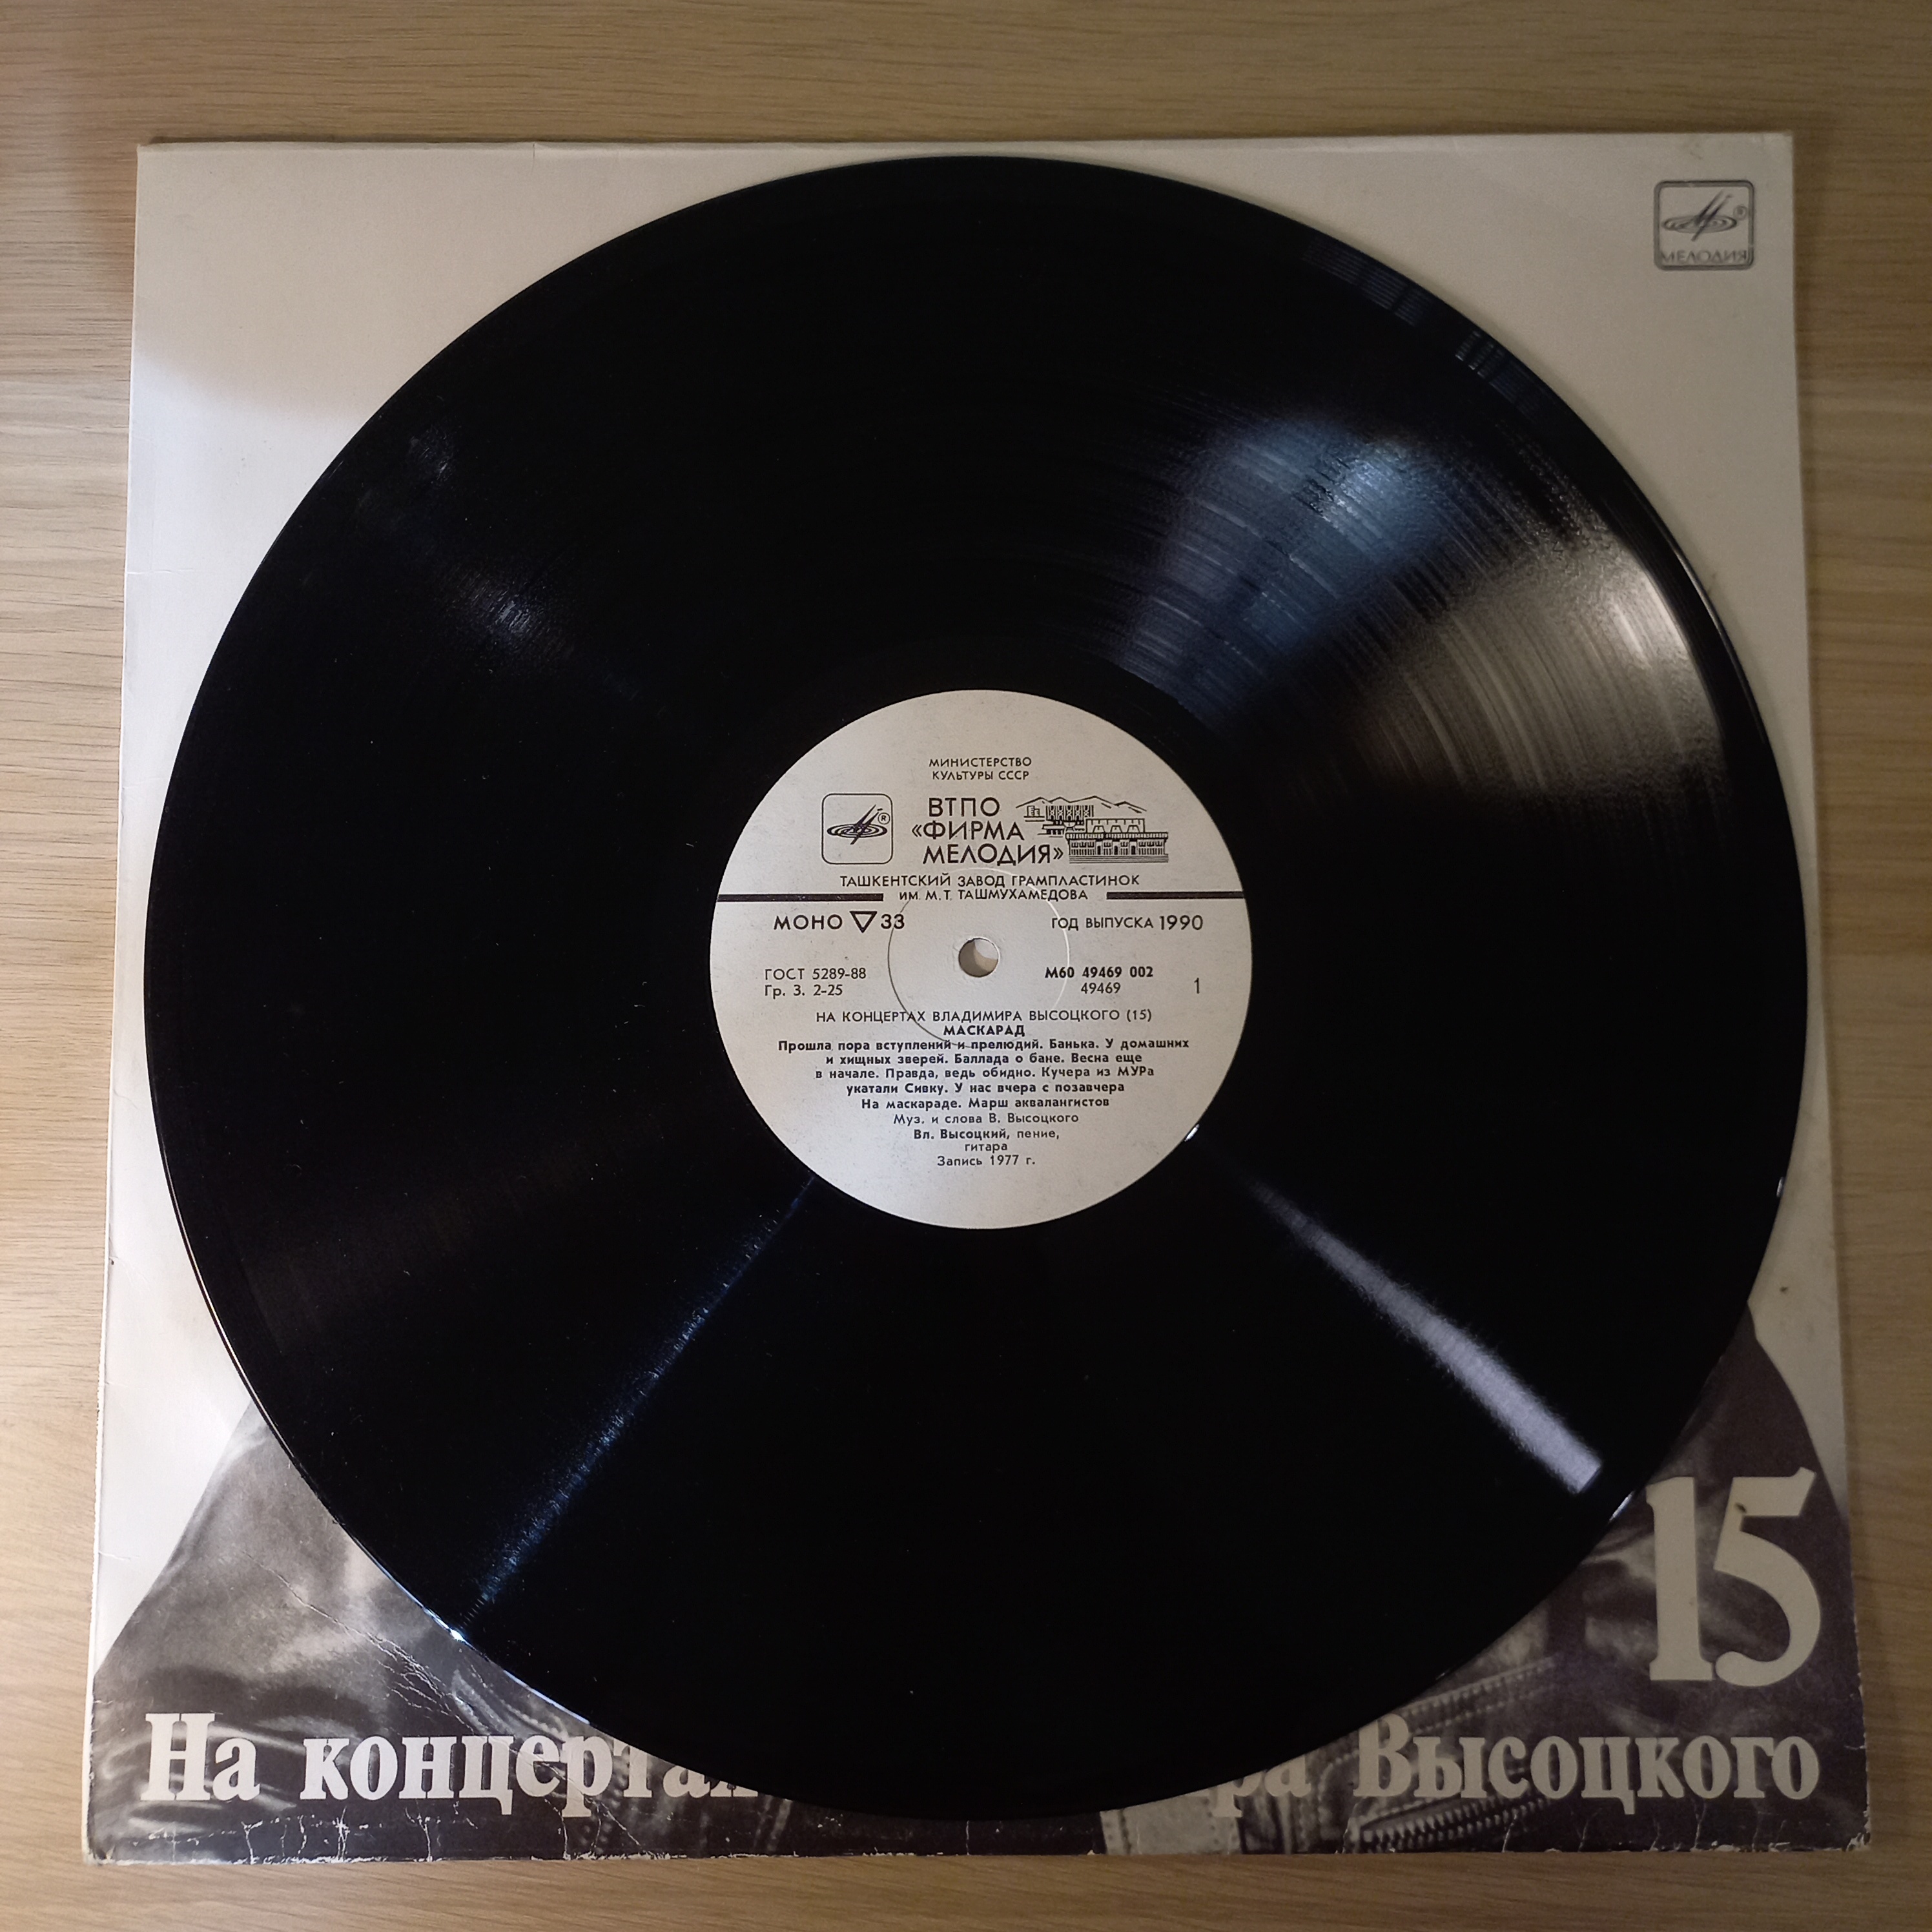 МЕЛОДИЯ
МИНИСТЕРСТВО
КУЛЬТУРЫ СССР
ВТПО
«ФИРМА
МЕЛОДИЯ»
ТАШКЕНТСКИЙ ЗАВОД ГРАМПЛАСТИНОК
ИМ. М. Т. ТАШМУХАМЕДОВА
МОНО 33 ГОД ВЫПУСКА 1990
ГОСТ 5289-88 М60 49469 002
Гр. 3. 2-25 49469 1
НА КОНЦЕРТАХ ВЛАДИМИРА ВЫСОЦКОГО (15)
МАСКАРАД
Прошла пора вступлений и прелюдий. Банька. У домашних
и хищных зверей. Баллада о бане. Весна еще
в начале. Правда, ведь обидно. Кучера из МУРа
укатали Сивку. У нас вчера с позавчера
На маскараде. Марш аквалангистов
Муз. и слова В. Высоцкого
Вл. Высоцкий, пение,
гитара
Запись 1977 г.
15
На Высоцкого